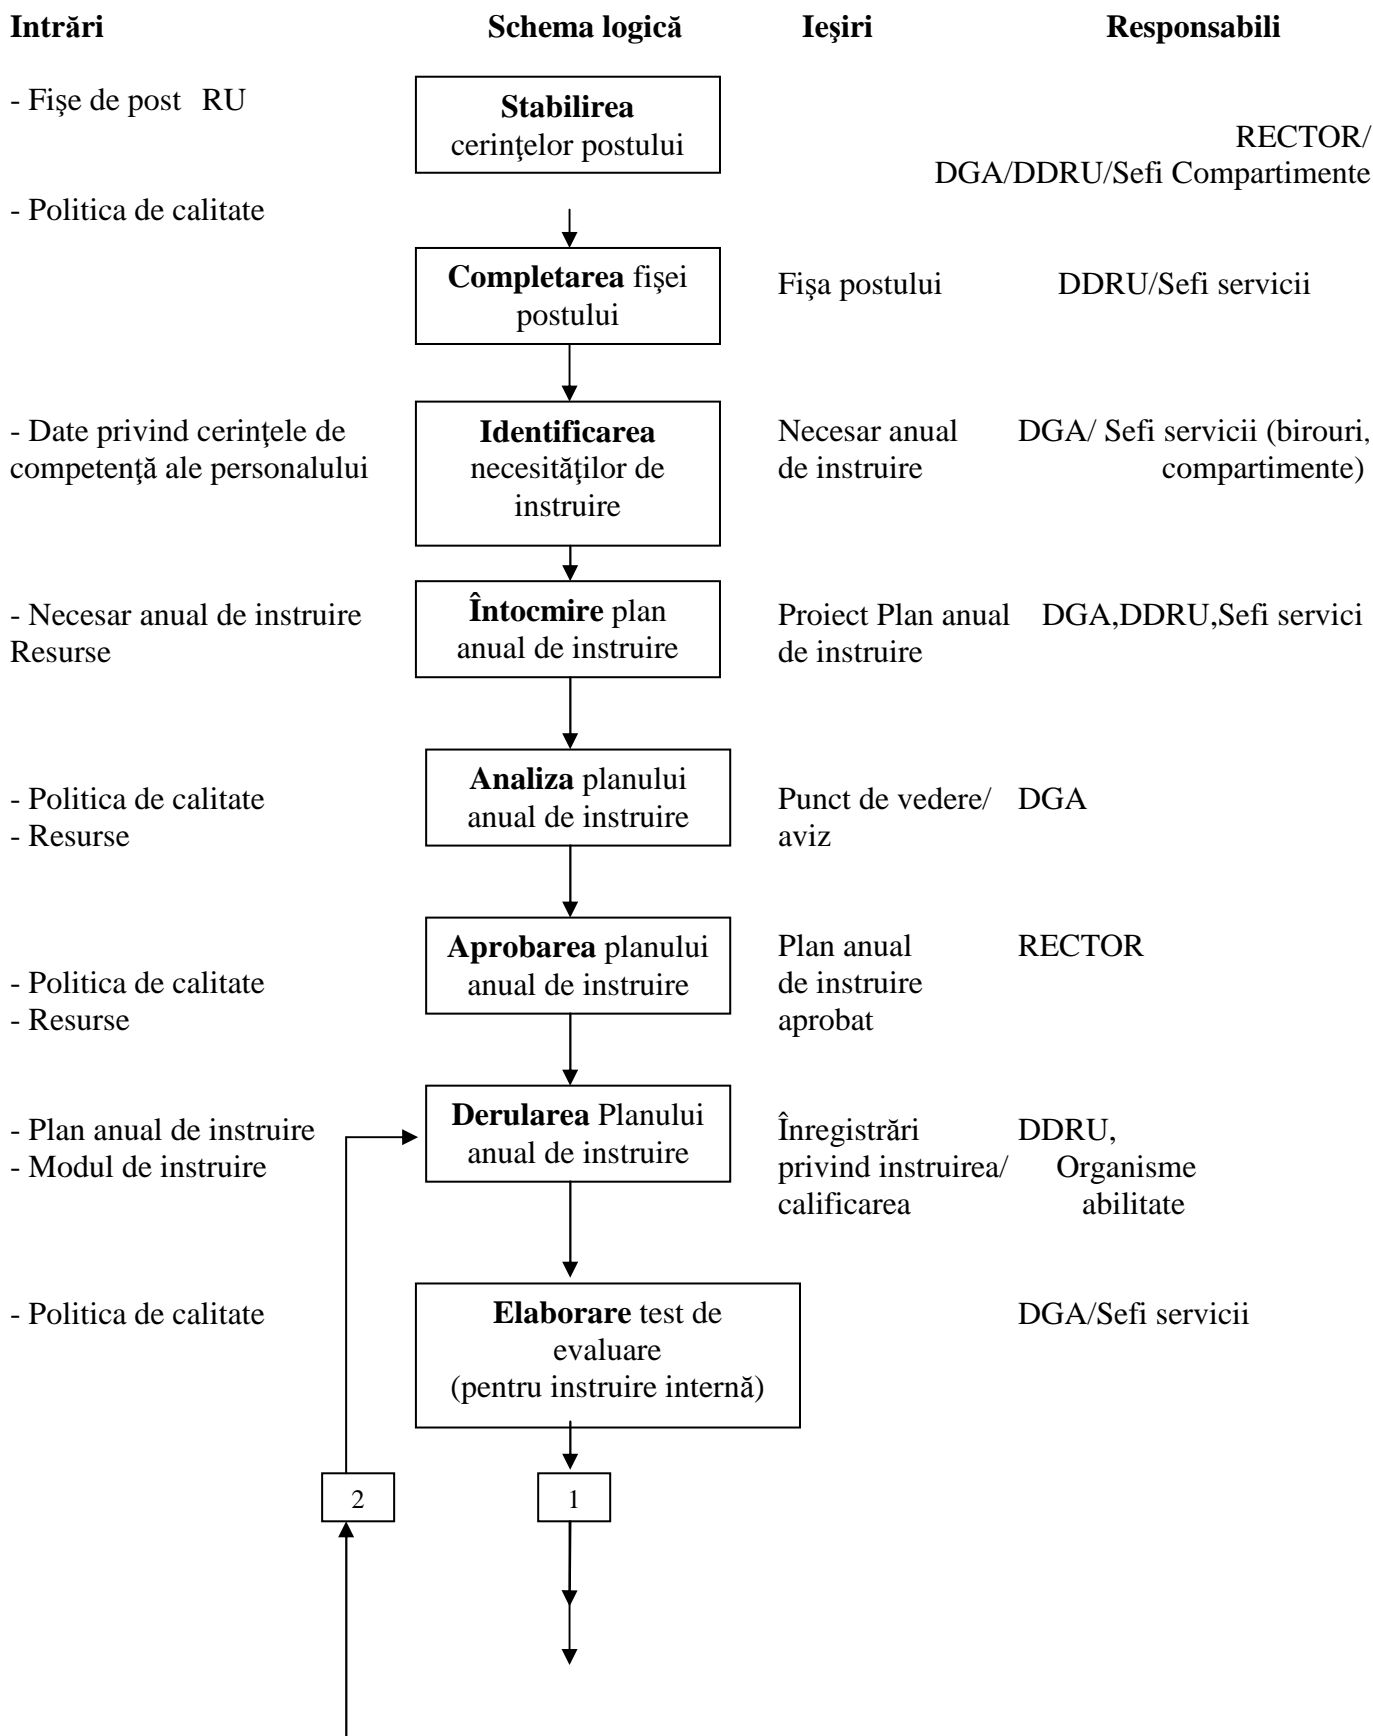 Intrări Schema logică Ieşiri Responsabili
- Fişe de post RU
Stabilirea
cerinţelor postului
RECTOR/
DGA/DDRU/Sefi Compartimente
- Politica de calitate
Completarea fişei
postului
Fişa postului
DDRU/Sefi servicii
- Date privind cerinţele de
competenţă ale personalului
Identificarea
necesităţilor de
instruire
Necesar anual
de instruire
DGA/ Sefi servicii (birouri,
compartimente)
- Necesar anual de instruire
Resurse
Întocmire plan
anual de instruire
Proiect Plan anual
de instruire
DGA,DDRU,Sefi servici
- Politica de calitate
- Resurse
Analiza planului
anual de instruire
Punct de vedere/
aviz
DGA
- Politica de calitate
- Resurse
Aprobarea planului
anual de instruire
Plan anual
de instruire
aprobat
RECTOR
- Plan anual de instruire
- Modul de instruire
Derularea Planului
anual de instruire
Înregistrări
privind instruirea/
calificarea
DDRU,
Organisme
abilitate
- Politica de calitate
Elaborare test de
evaluare
(pentru instruire internă)
DGA/Sefi servicii
2
1